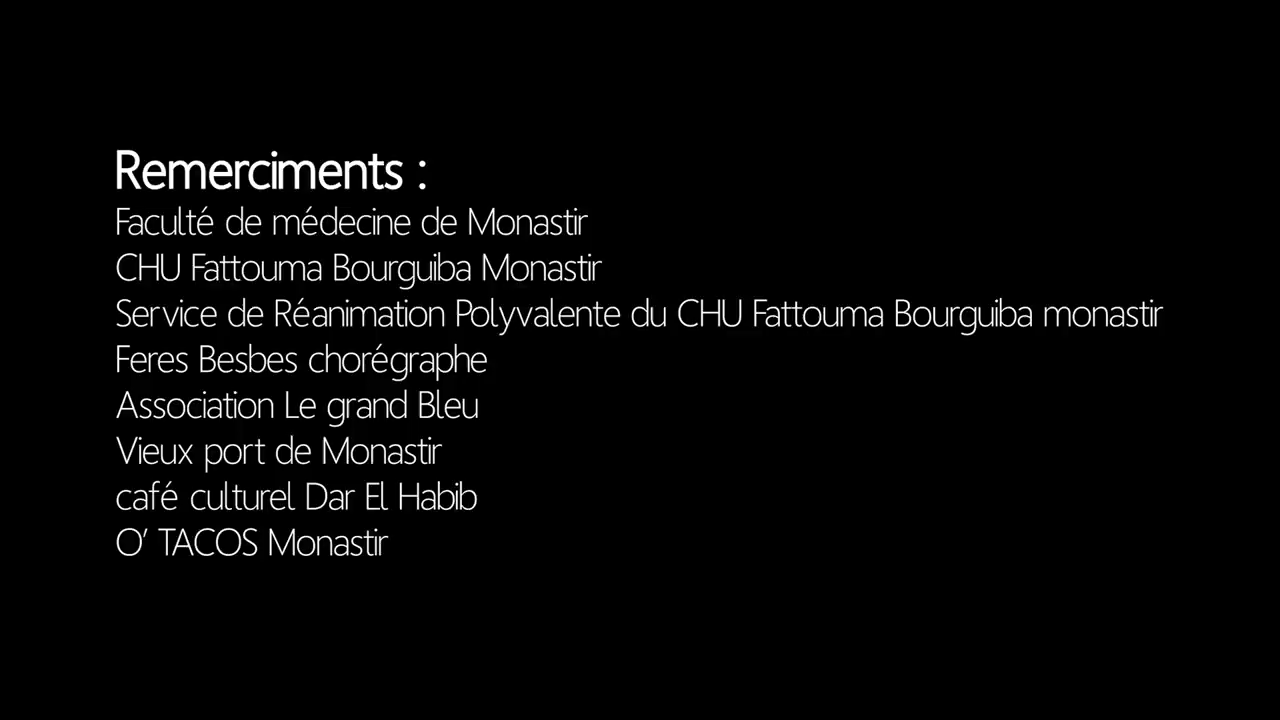 Remerciments :
Faculté de médecine de Monastir
CHU Fattouma Bourguiba Monastir
Service de Réanimation Polyvalente du CHU Fattouma Bourguiba monastir
Feres Besbes chorégraphe
Association Le grand Bleu
Vieux port de Monastir
café culturel Dar El Habib
O’ TACOS Monastir